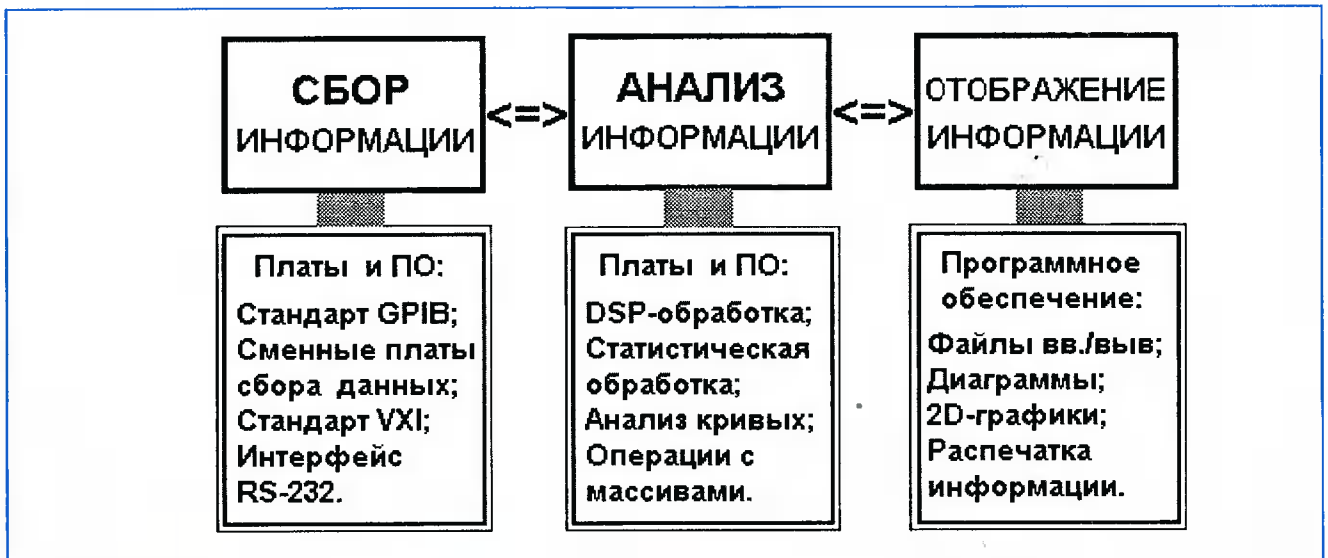 СБОР
ИНФОРМАЦИИ
<=>
АНАЛИЗ
ИНФОРМАЦИИ
<=>
ОТОБРАЖЕНИЕ
ИНФОРМАЦИИ
Платы и ПО:
Стандарт GPIB;
Сменные платы
сбора данных;
Стандарт VXI;
Интерфейс
RS-232.
Платы и ПО:
DSP-обработка;
Статистическая
обработка;
Анализ кривых;
Операции с
массивами.
Программное
обеспечение:
Файлы вв./выв;
Диаграммы;
2D-графики;
Распечатка
информации.